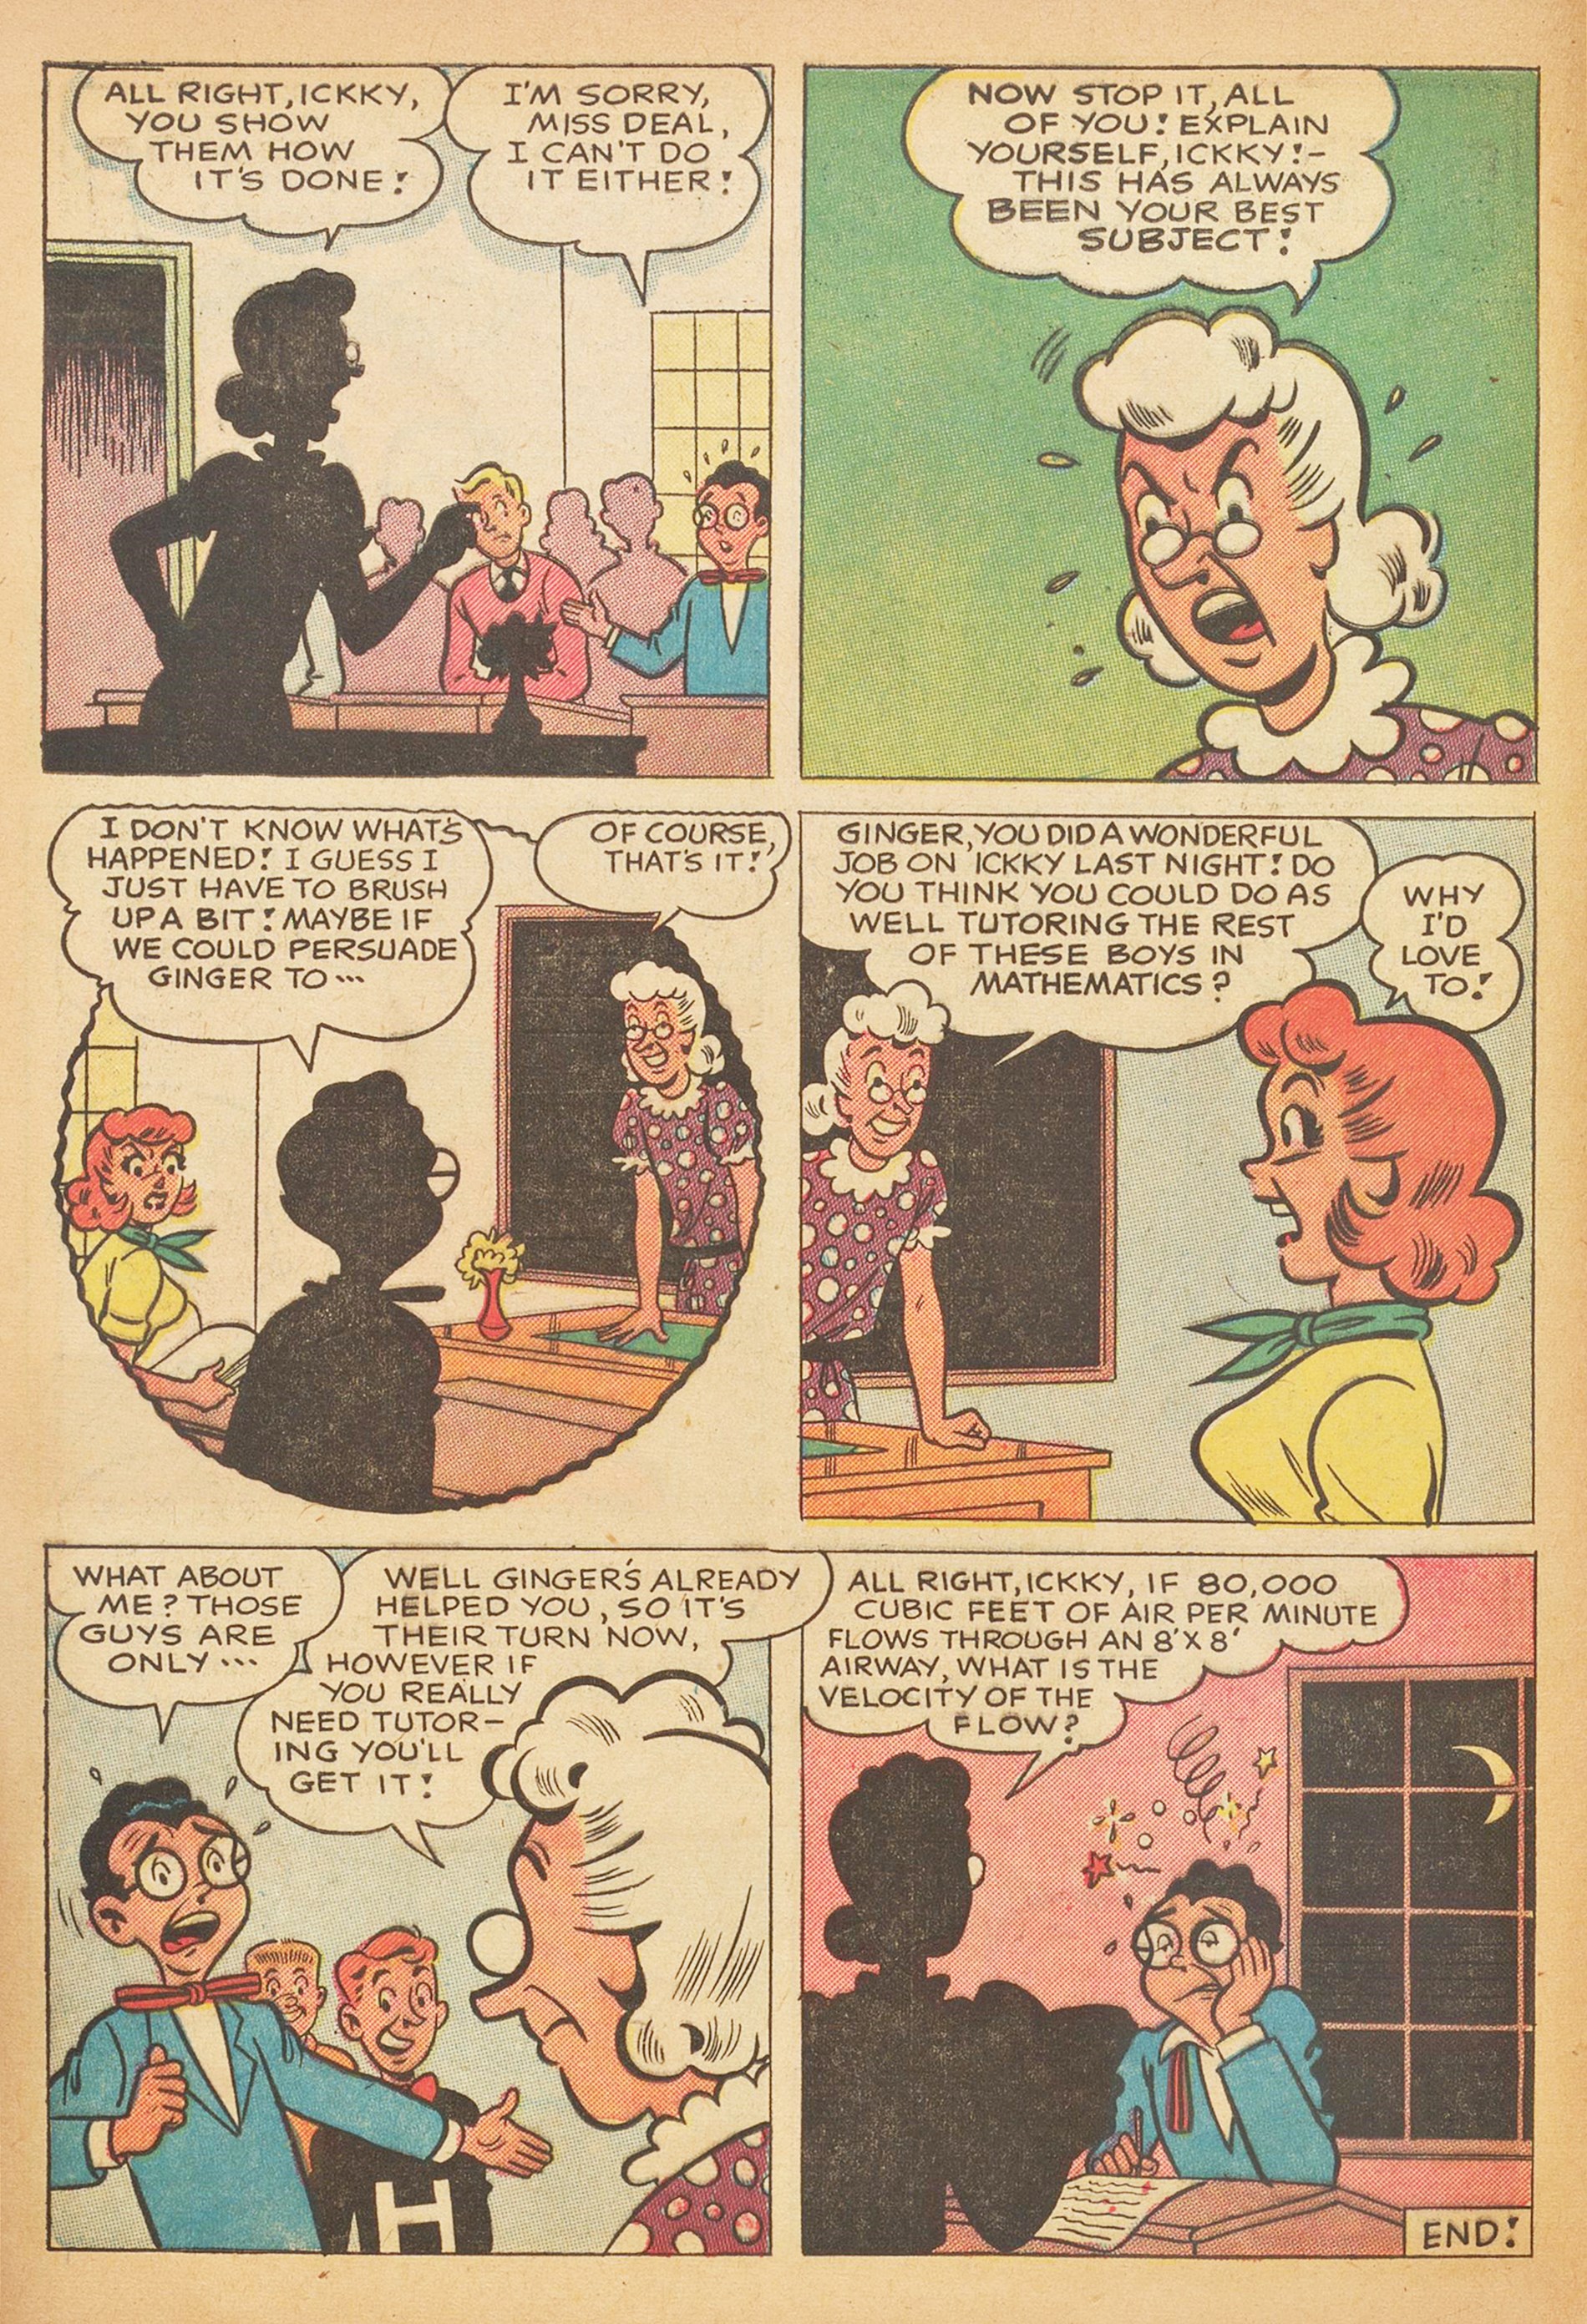 ALL RIGHT, ICKKY,
YOU SHOW
THEM HOW
IT'S DONE!
I'M SORRY,
MISS DEAL,
I CAN'T DO
IT EITHER!
NOW STOP IT, ALL
OF YOU! EXPLAIN
YOURSELF, ICKKY!-
THIS HAS ALWAYS
BEEN YOUR BEST
SUBJECT!
I DON'T KNOW WHAT'S
HAPPENED! I GUESS I
JUST HAVE TO BRUSH
UP A BIT! MAYBE IF
WE COULD PERSUADE
GINGER TO...
OF COURSE,
THAT'S IT!
GINGER, YOU DID A WONDERFUL
JOB ON ICKKY LAST NIGHT! DO
YOU THINK YOU COULD DO AS
WELL TUTORING THE REST
OF THESE BOYS IN
MATHEMATICS?
WHY
I'D
LOVE
TO!
WHAT ABOUT
ME? THOSE
GUYS ARE
ONLY...
WELL GINGER'S ALREADY
HELPED YOU, SO IT'S
THEIR TURN NOW,
HOWEVER IF
YOU REALLY
NEED TUTOR-
ING YOU'LL
GET IT!
H
ALL RIGHT, ICKKY, IF 80,000
CUBIC FEET OF AIR PER MINUTE
FLOWS THROUGH AN 8'X 8'
AIRWAY, WHAT IS THE
VELOCITY OF THE
FLOW?
END!